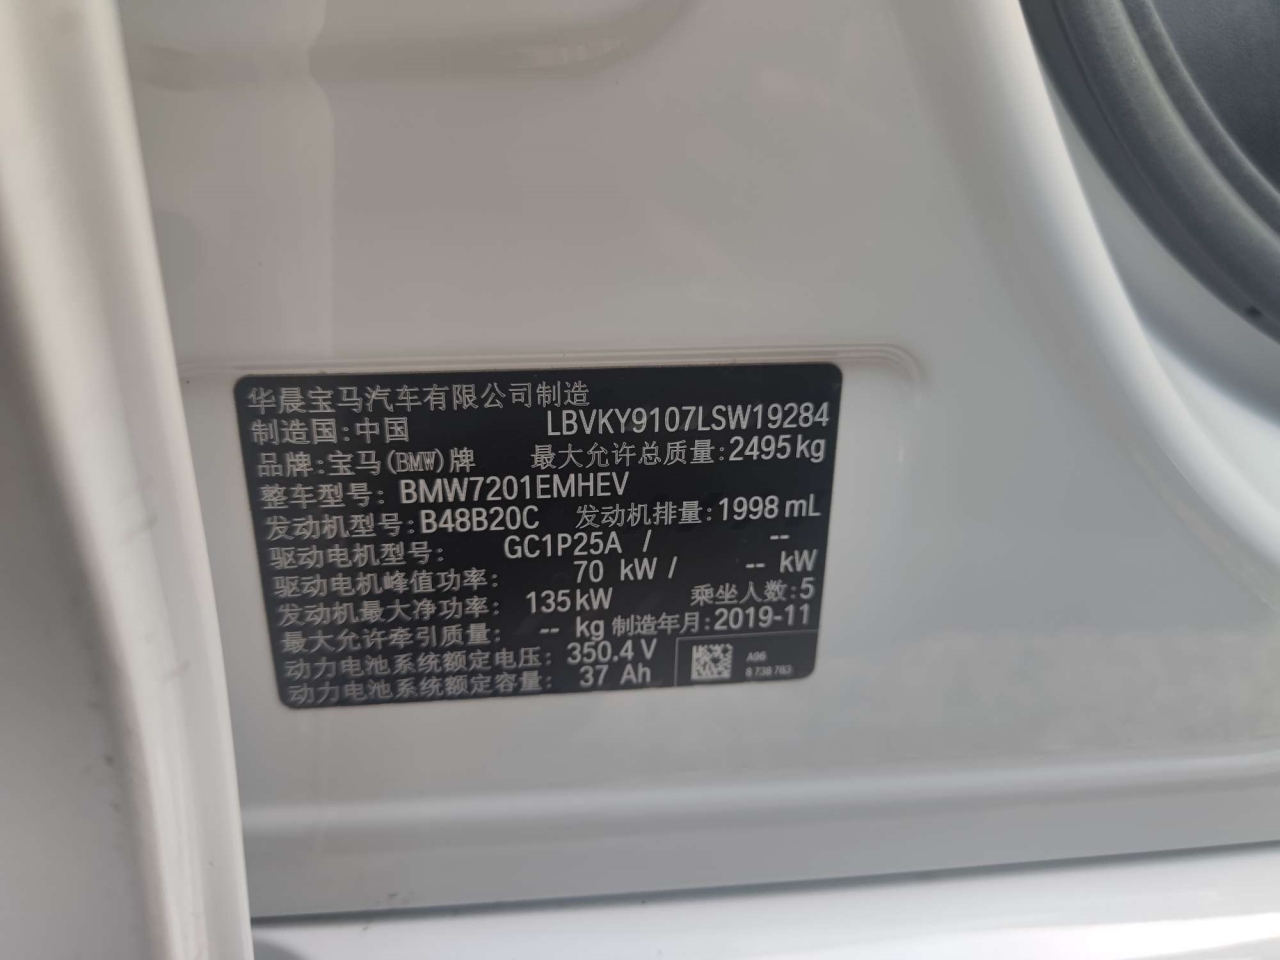 华晨宝马汽车有限公司制造
制造国:中国 LBVKY9107LSW19284
品牌:宝马(BMW)牌 最大允许总质量:2495kg
整车型号: BMW7201EMHEV
发动机型号:B48B20C 发动机排量:1998mL
驱动电机型号: GC1P25A / --
驱动电机峰值功率: 70 kW / -- kW
发动机最大净功率: 135kW 乘坐人数:5
最大允许牵引质量: -- kg 制造年月:2019-11
动力电池系统额定电压: 350.4 V
动力电池系统额定容量: 37 Ah
A96
8 738 783